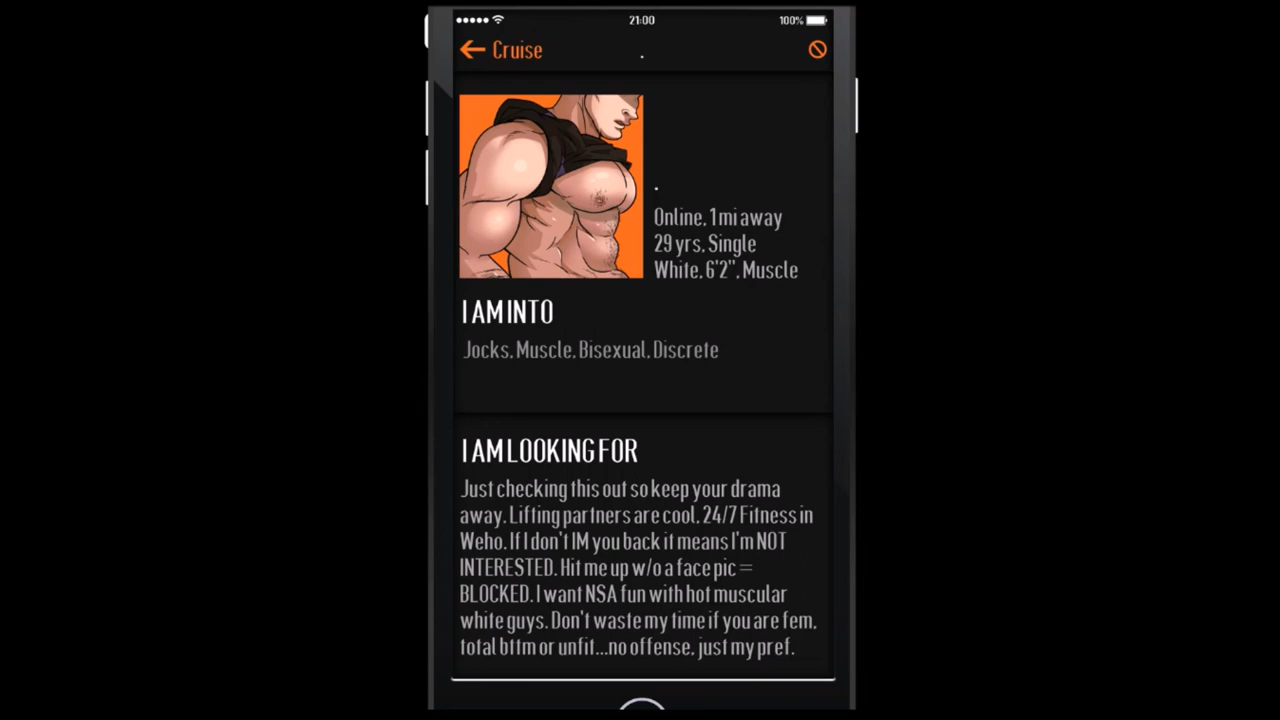 21:00
100%
Cruise
.
.
Online, 1 mi away
29 yrs, Single
White, 6'2", Muscle
I AM INTO
Jocks, Muscle, Bisexual, Discrete
I AM LOOKING FOR
Just checking this out so keep your drama
away. Lifting partners are cool. 24/7 Fitness in
Weho. If I don't IM you back it means I'm NOT
INTERESTED. Hit me up w/o a face pic =
BLOCKED. I want NSA fun with hot muscular
white guys. Don't waste my time if you are fem,
total bttm or unfit...no offense, just my pref.